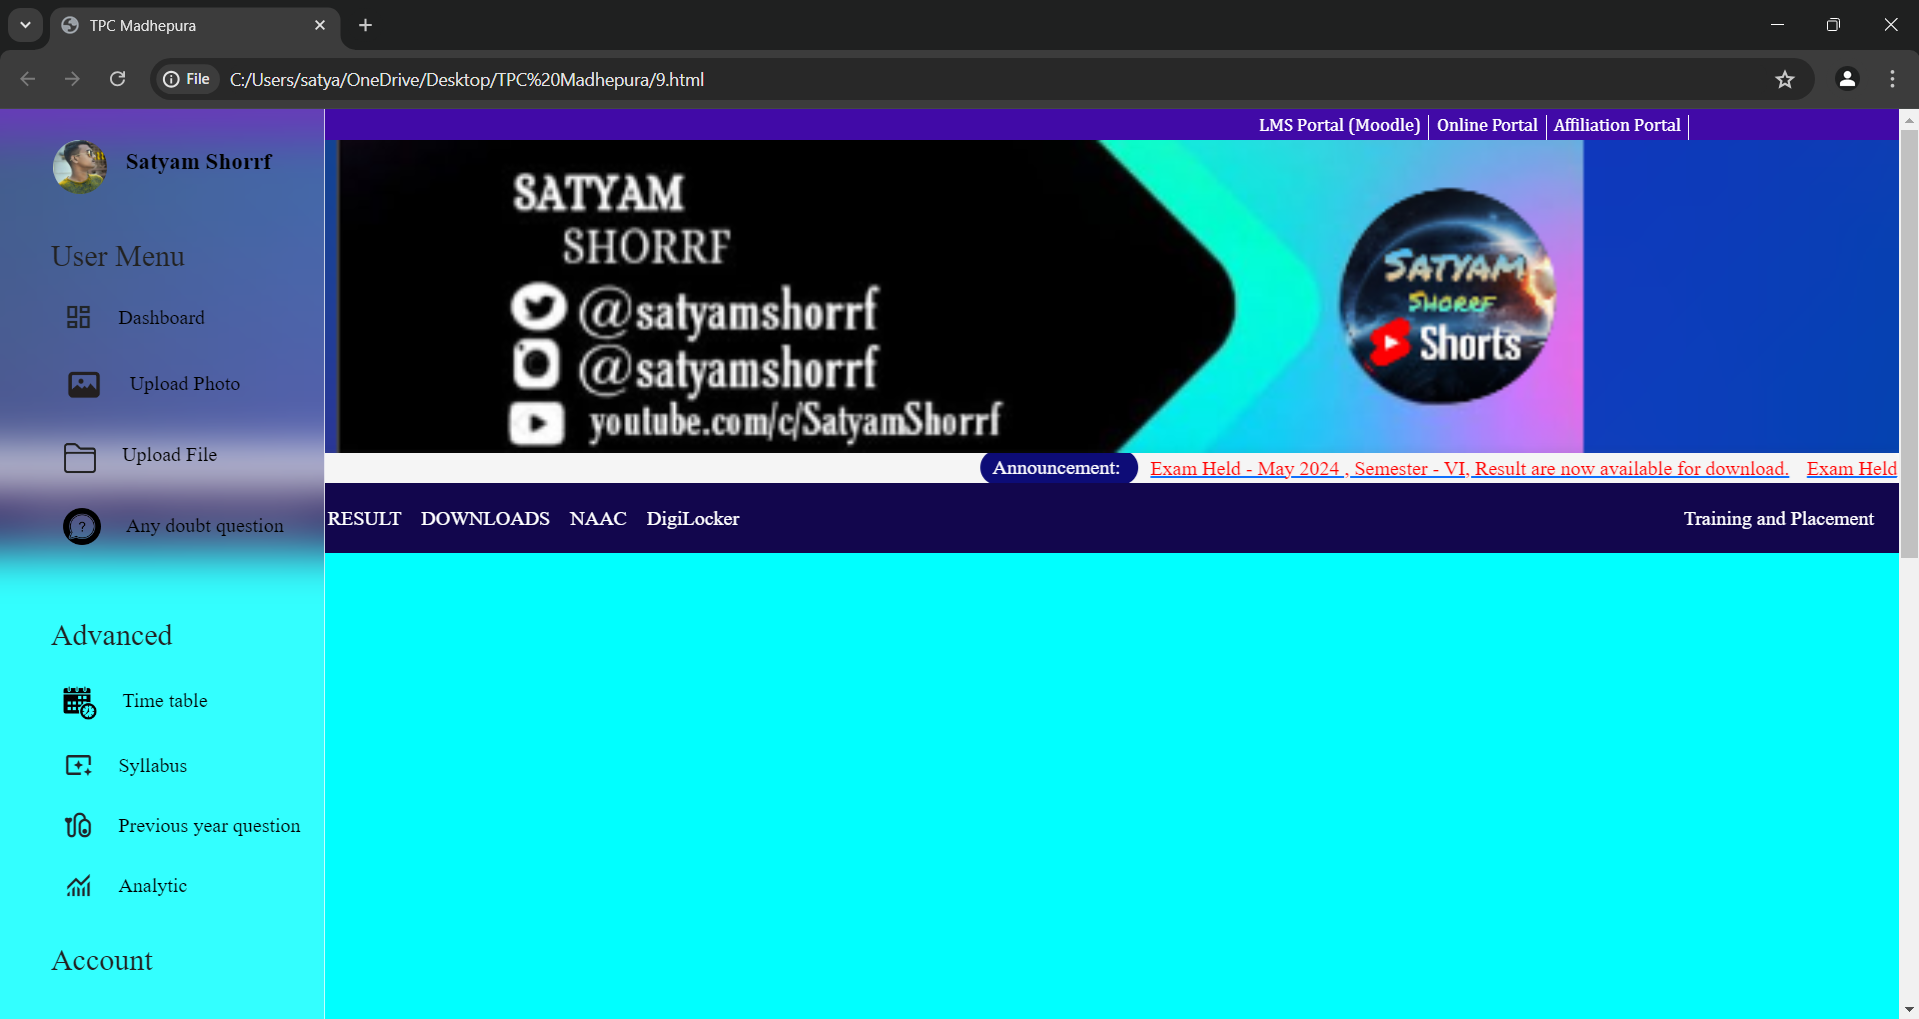 TPC Madhepura
File
C:/Users/satya/OneDrive/Desktop/TPC%20Madhepura/9.html
LMS Portal (Moodle)
Online Portal
Affiliation Portal
Satyam Shorrf
User Menu
Dashboard
Upload Photo
Upload File
? Any doubt question
Advanced
Time table
Syllabus
Previous year question
Analytic
Account
SATYAM
SHORRF
@satyamshorrf
@satyamshorrf
youtube.com/c/SatyamShorrf
SATYAM
SHORRF
Shorts
Announcement: Exam Held - May 2024 , Semester - VI, Result are now available for download. Exam Held
RESULT DOWNLOADS NAAC DigiLocker Training and Placement